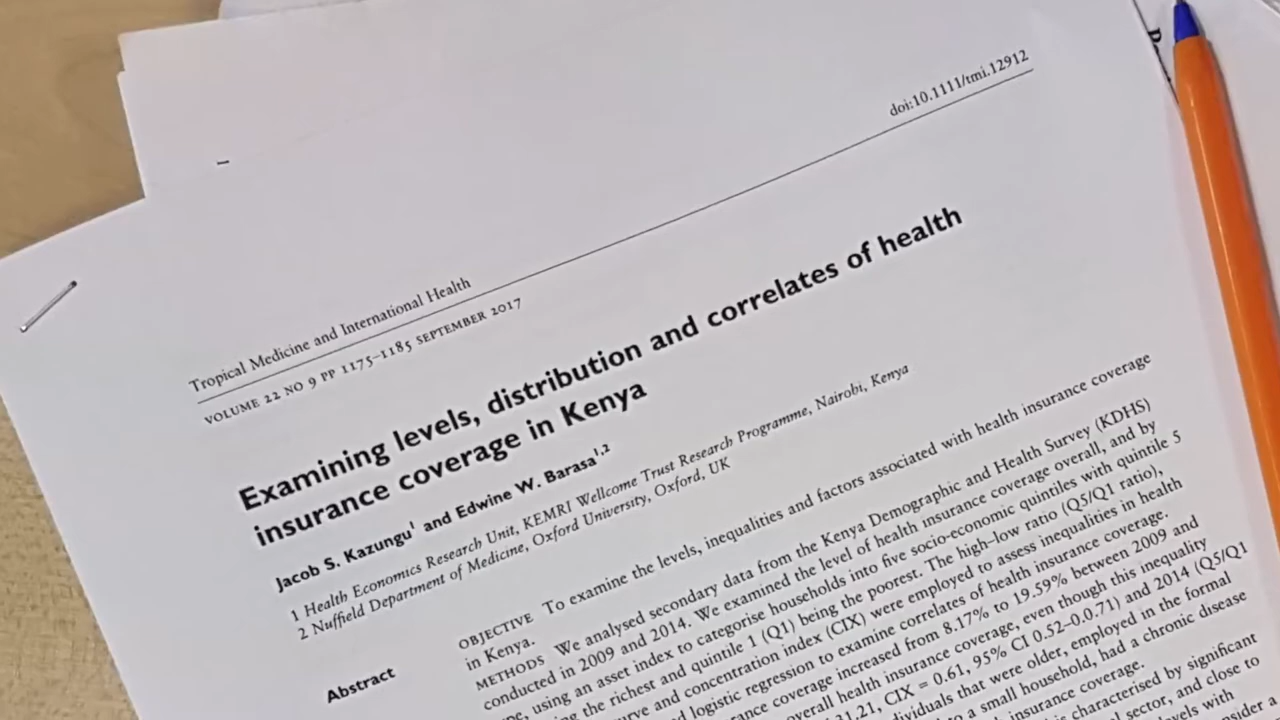 doi:10.1111/tmi.12912
Tropical Medicine and International Health
VOLUME 22 NO 9 PP 1175–1185 SEPTEMBER 2017
Examining levels, distribution and correlates of health
insurance coverage in Kenya
Jacob S. Kazungu1 and Edwine W. Barasa1,2
1 Health Economics Research Unit, KEMRI Wellcome Trust Research Programme, Nairobi, Kenya
2 Nuffield Department of Medicine, Oxford University, Oxford, UK
Abstract
OBJECTIVE To examine the levels, inequalities and factors associated with health insurance coverage
in Kenya.
METHODS We analysed secondary data from the Kenya Demographic and Health Survey (KDHS)
conducted in 2009 and 2014. We examined the level of health insurance coverage overall, and by
using an asset index to categorise households into five socio-economic quintiles with quintile 5
the richest and quintile 1 (Q1) being the poorest. The high-low ratio (Q5/Q1 ratio),
and concentration index (CIX) were employed to assess inequalities in health
logistic regression to examine correlates of health insurance coverage.
coverage increased from 8.17% to 19.59% between 2009 and
overall health insurance coverage, even though this inequality
31.21, CIX = 0.61, 95% CI 0.52–0.0.71) and 2014 (Q5/Q1
that were older, employed in the formal
to a small household, had a chronic disease
insurance coverage.
is characterised by significant
sector, and close to
with